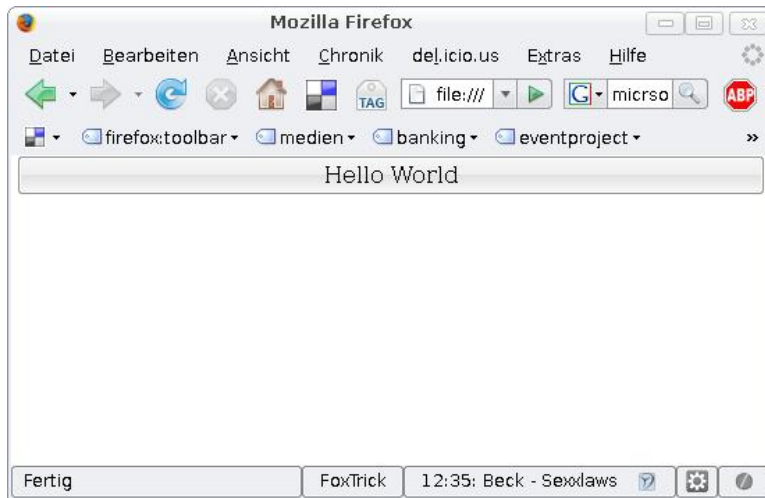 Mozilla Firefox
Datei Bearbeiten Ansicht Chronik del.icio.us Extras Hilfe
TAG file:/// G micrso ABP
firefox:toolbar medien banking eventproject »
Hello World
Fertig FoxTrick 12:35: Beck - Sexxlaws